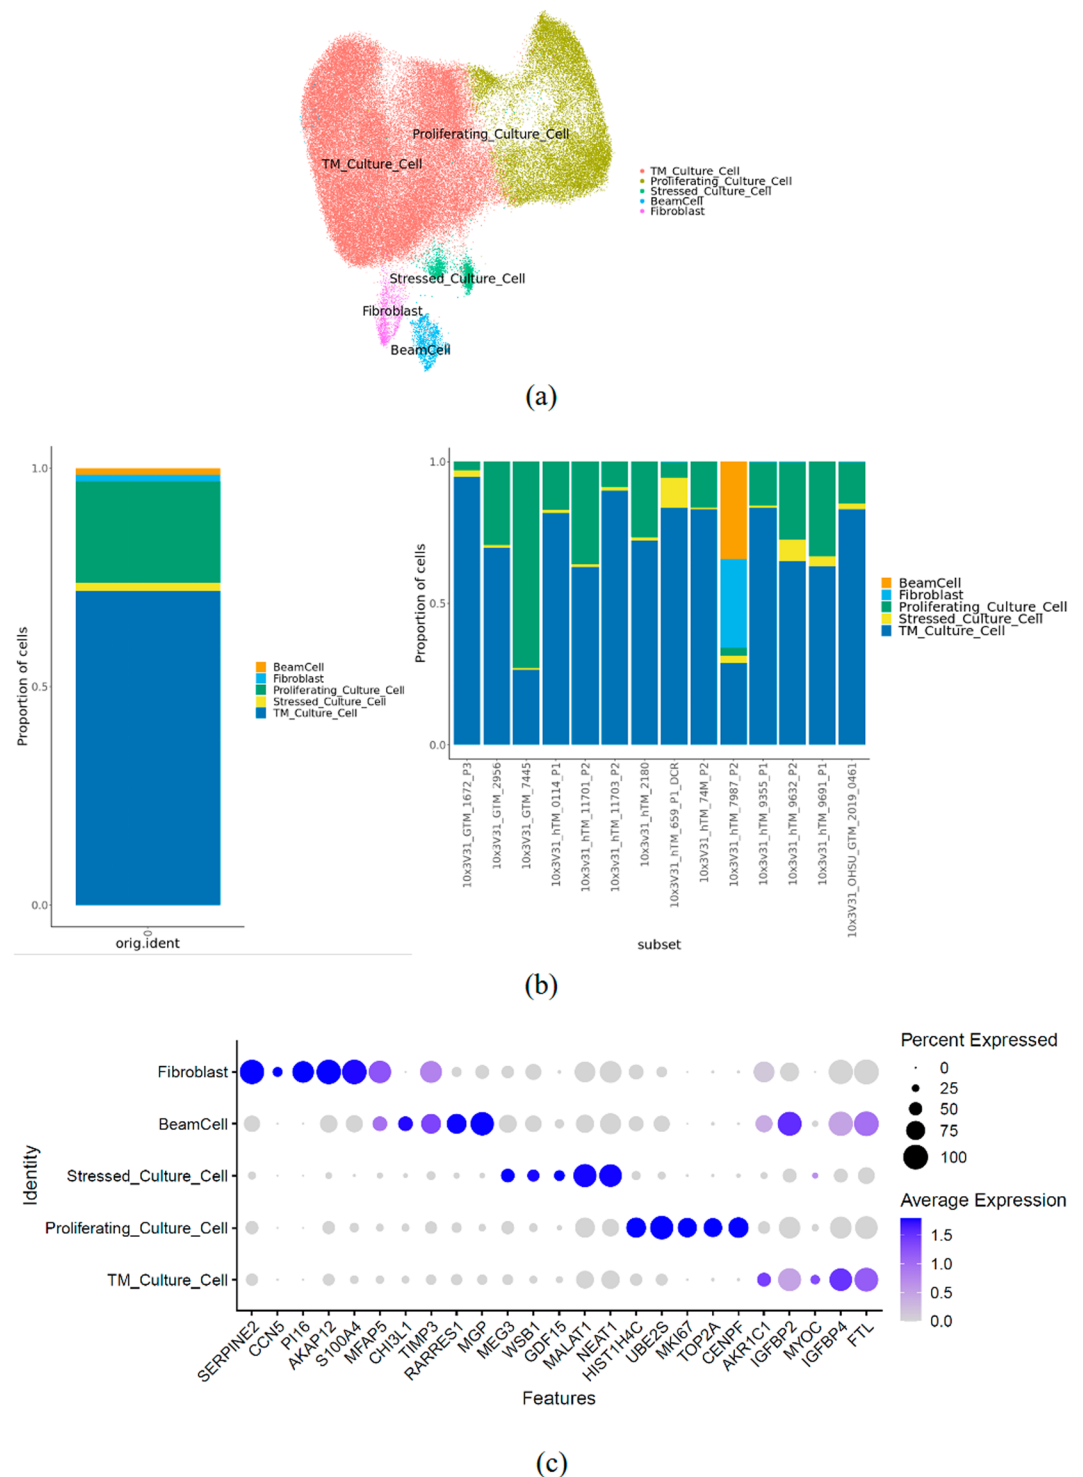 Proliferating_Culture_Cell
TM_Culture_Cell
TM_Culture_Cell
Proliferating_Culture_Cell
Stressed_Culture_Cell
BeamCell
Fibroblast
Stressed_Culture_Cell
Fibroblast
BeamCell
(a)
Proportion of cells
1.0
0.5
0.0
0
orig.ident
BeamCell
Fibroblast
Proliferating_Culture_Cell
Stressed_Culture_Cell
TM_Culture_Cell
Proportion of cells
1.0
0.5
0.0
10x3V31_GTM_1672_P3
10x3v31_GTM_2956
10x3V31_GTM_7445
10x3V31_hTM_0114_P1
10x3V31_hTM_11701_P2
10x3V31_hTM_11703_P2
10x3v31_hTM_2180
10x3V31_hTM_659_P1_DCR
10x3V31_hTM_74M_P2
10x3V31_hTM_7987_P2
10x3V31_hTM_9355_P1
10x3V31_hTM_9632_P2
10x3V31_hTM_9691_P1
10x3V31_OHSU_GTM_2019_0461
subset
BeamCell
Fibroblast
Proliferating_Culture_Cell
Stressed_Culture_Cell
TM_Culture_Cell
(b)
Identity
Fibroblast
BeamCell
Stressed_Culture_Cell
Proliferating_Culture_Cell
TM_Culture_Cell
SERPINE2
CCN5
PI16
AKAP12
S100A4
MFAP5
CHI3L1
TIMP3
RARRES1
MGP
MEG3
WSB1
GDF15
MALAT1
NEAT1
HIST1H4C
UBE2S
MKI67
TOP2A
CENPF
AKR1C1
IGFBP2
MYOC
IGFBP4
FTL
Features
Percent Expressed
0
25
50
75
100
Average Expression
1.5
1.0
0.5
0.0
(c)